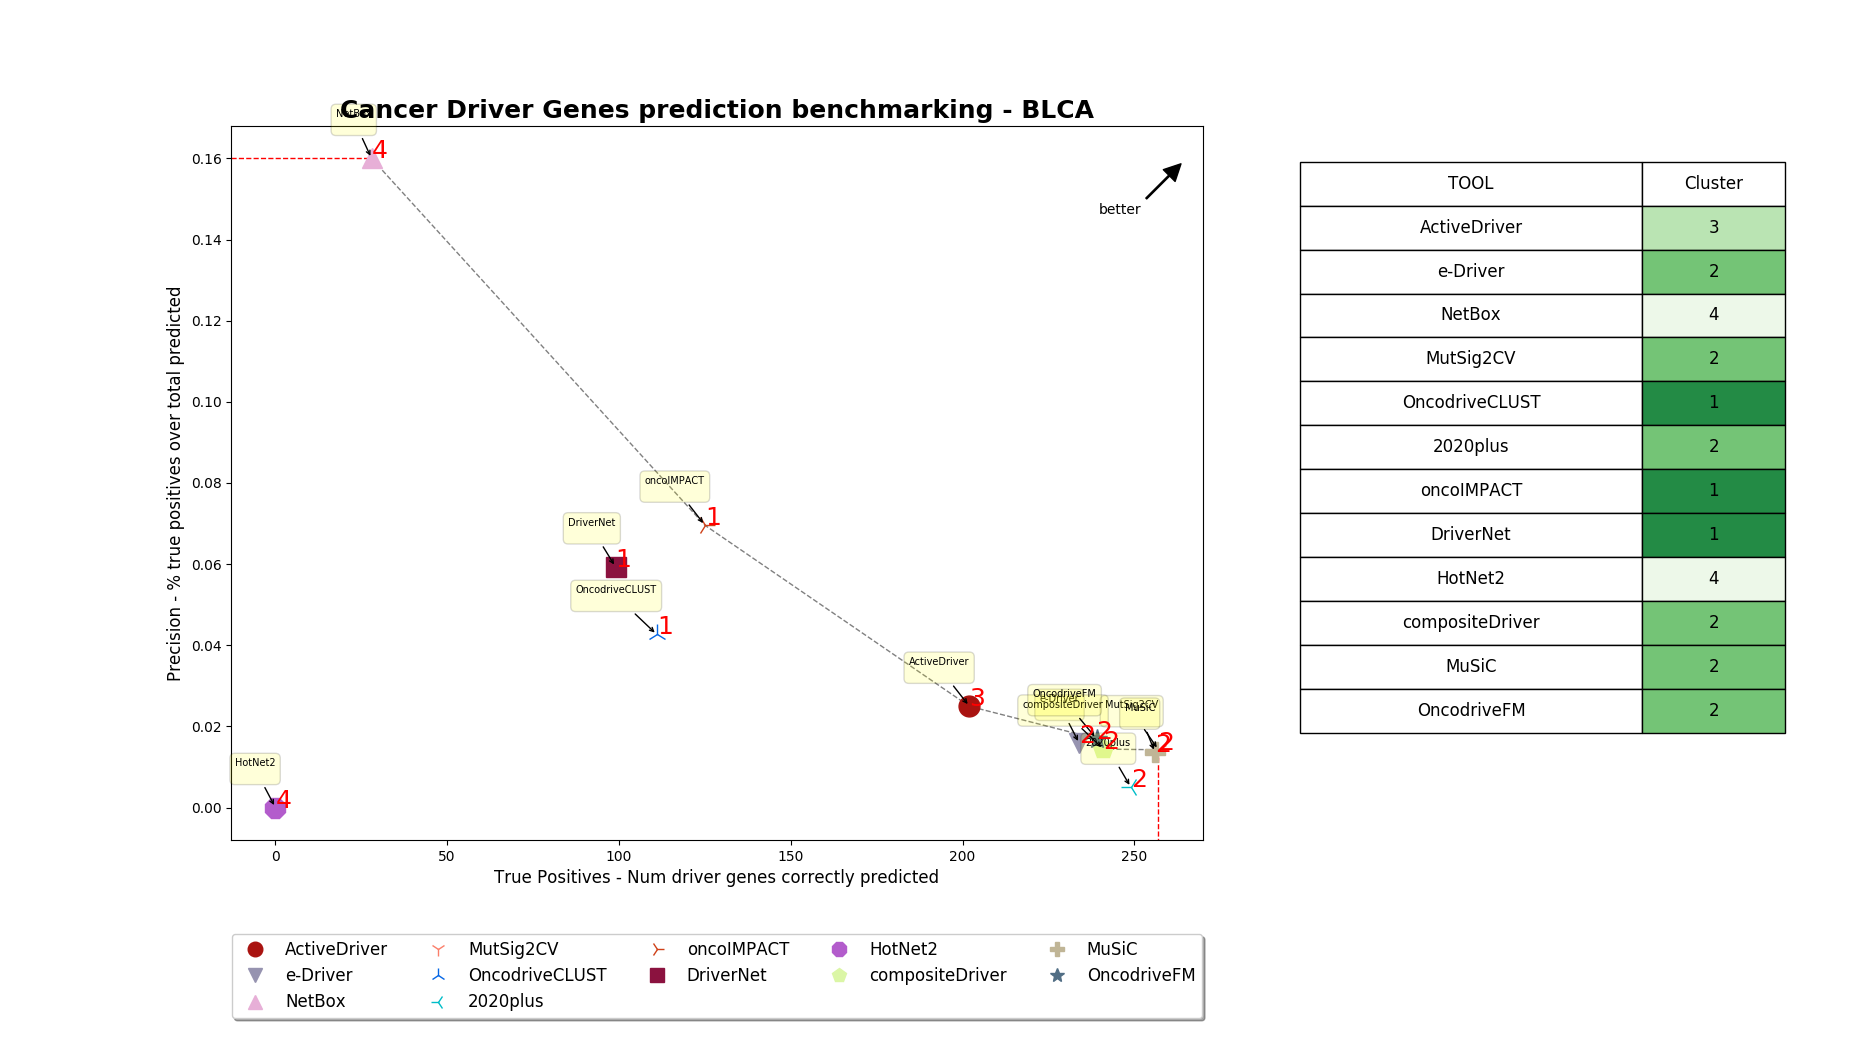 Cancer Driver Genes prediction benchmarking - BLCA
NetBox
4
better
0.16
0.14
0.12
0.10
0.08
0.06
0.04
0.02
0.00
Precision - % true positives over total predicted
oncoIMPACT
1
DriverNet
1
OncodriveCLUST
1
ActiveDriver
3
OncodriveFM
e-Driver
compositeDriver
MutSig2CV
MuSiC
2
2
2
2
2
2020plus
2
HotNet2
4
0
50
100
150
200
250
True Positives - Num driver genes correctly predicted
ActiveDriver
e-Driver
NetBox
MutSig2CV
OncodriveCLUST
2020plus
oncoIMPACT
DriverNet
HotNet2
compositeDriver
MuSiC
OncodriveFM
TOOL Cluster
ActiveDriver 3
e-Driver 2
NetBox 4
MutSig2CV 2
OncodriveCLUST 1
2020plus 2
oncoIMPACT 1
DriverNet 1
HotNet2 4
compositeDriver 2
MuSiC 2
OncodriveFM 2